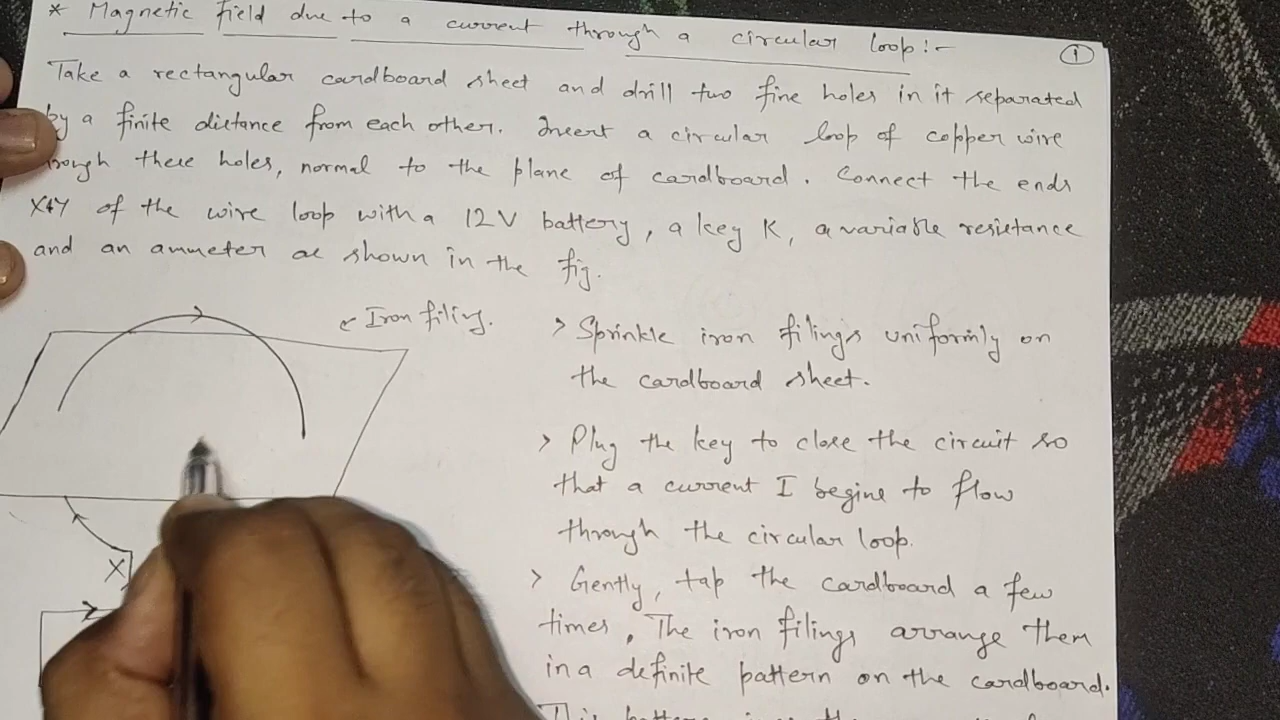 * Magnetic field due to a current through a circular loop:-
1
Take a rectangular cardboard sheet and drill two fine holes in it separated
by a finite distance from each other. Insert a circular loop of copper wire
rough these holes, normal to the plane of cardboard. Connect the ends
X&Y of the wire loop with a 12V battery, a key K, a variable resistance
and an ammeter as shown in the fig.
Iron filing.
> Sprinkle iron filings uniformly on
the cardboard sheet.
> Plug the key to close the circuit so
that a current I begins to flow
through the circular loop.
> Gently, tap the cardboard a few
times. The iron filings arrange them
in a definite pattern on the cardboard.
X